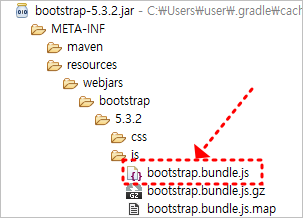 bootstrap-5.3.2.jar - C:₩Users₩user₩.gradle₩cach
META-INF
maven
resources
webjars
bootstrap
5.3.2
css
js
bootstrap.bundle.js
bootstrap.bundle.js.gz
bootstrap.bundle.js.map